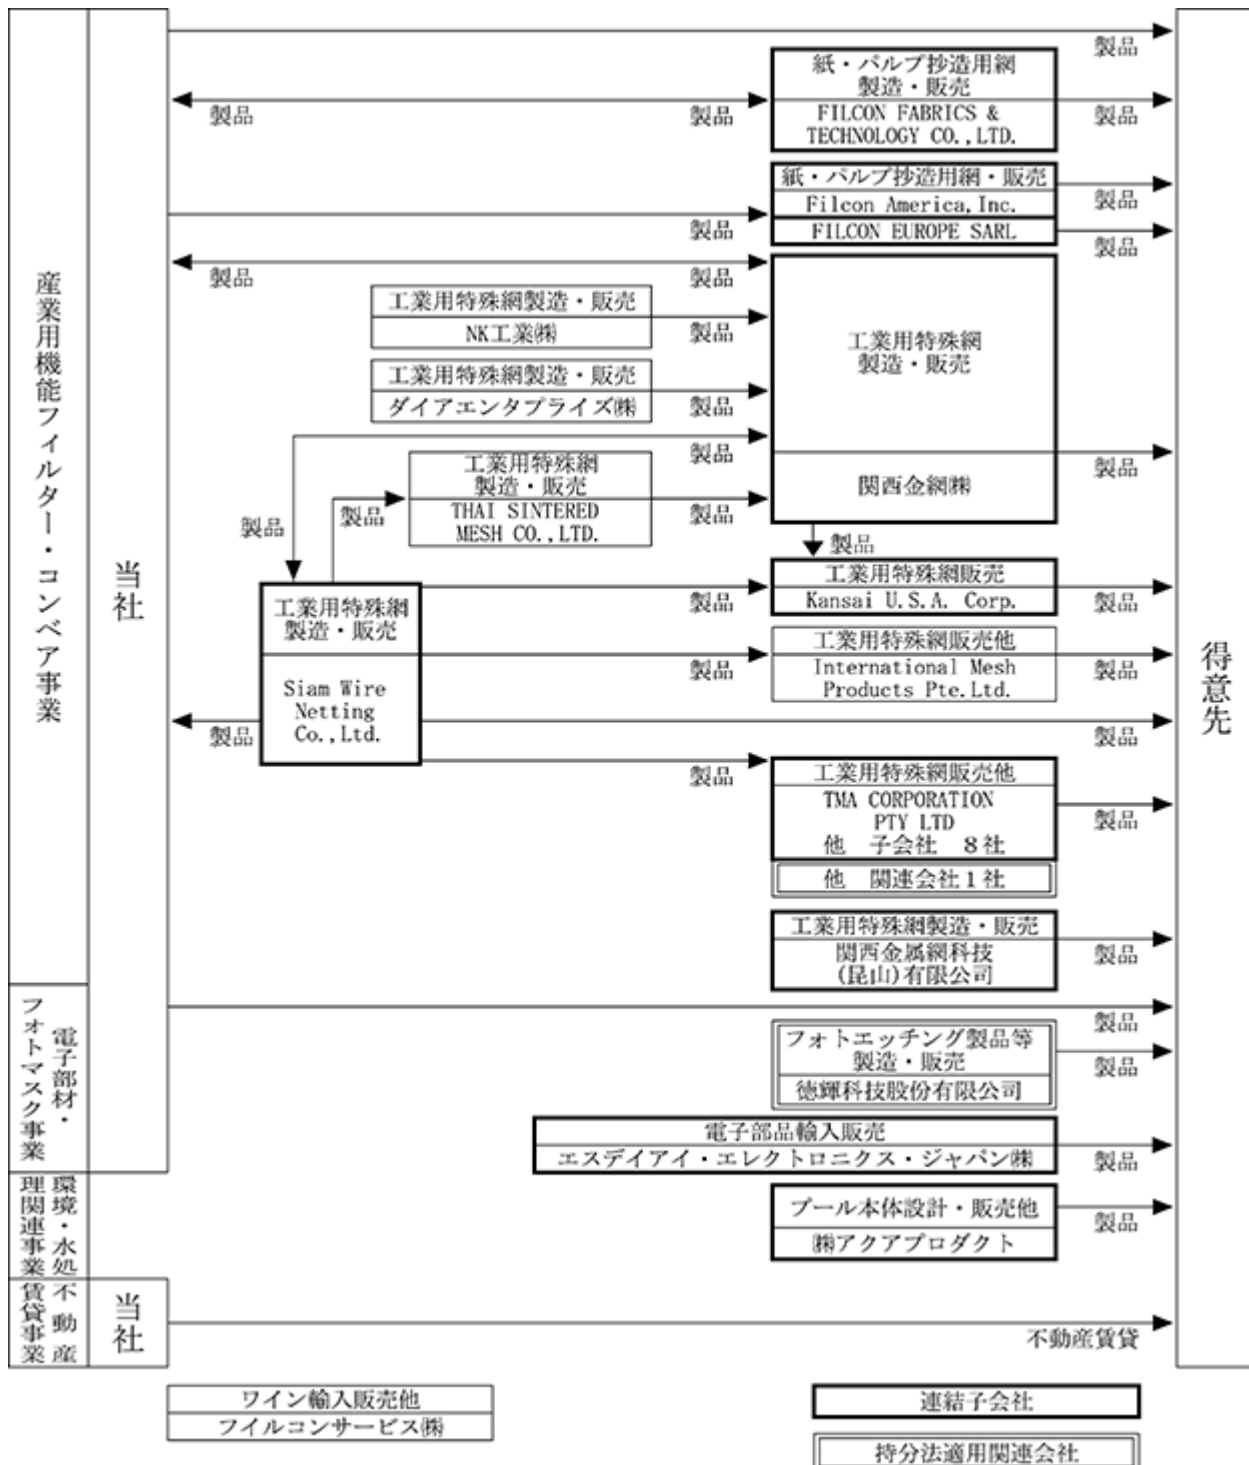 産業用機能フィルター・コンベア事業
当社
製品
紙・パルプ抄造用網
製造・販売
FILCON FABRICS &
TECHNOLOGY CO.,LTD.
製品
製品
製品
紙・パルプ抄造用網・販売
Filcon America,Inc.
FILCON EUROPE SARL
製品
製品
製品
製品
製品
工業用特殊網製造・販売
NK工業㈱
製品
工業用特殊網製造・販売
ダイアエンタプライズ㈱
製品
工業用特殊網
製造・販売
関西金網㈱
製品
製品
工業用特殊網
製造・販売
THAI SINTERED
MESH CO.,LTD.
製品
製品
製品
製品
工業用特殊網
製造・販売
Siam Wire
Netting
Co.,Ltd.
製品
工業用特殊網販売
Kansai U.S.A. Corp.
製品
製品
工業用特殊網販売他
International Mesh
Products Pte.Ltd.
製品
製品
製品
製品
工業用特殊網販売他
TMA CORPORATION
PTY LTD
他 子会社 8社
他 関連会社1社
製品
工業用特殊網製造・販売
関西金属網科技
(昆山)有限公司
製品
得意先
電子部材・
フォトマスク事業
製品
フォトエッチング製品等
製造・販売
徳輝科技股份有限公司
製品
電子部品輸入販売
エスデイアイ・エレクトロニクス・ジャパン㈱
製品
環境・水処
理関連事業
プール本体設計・販売他
㈱アクアプロダクト
製品
不動産
賃貸事業
当社
不動産賃貸
ワイン輸入販売他
フイルコンサービス㈱
連結子会社
持分法適用関連会社